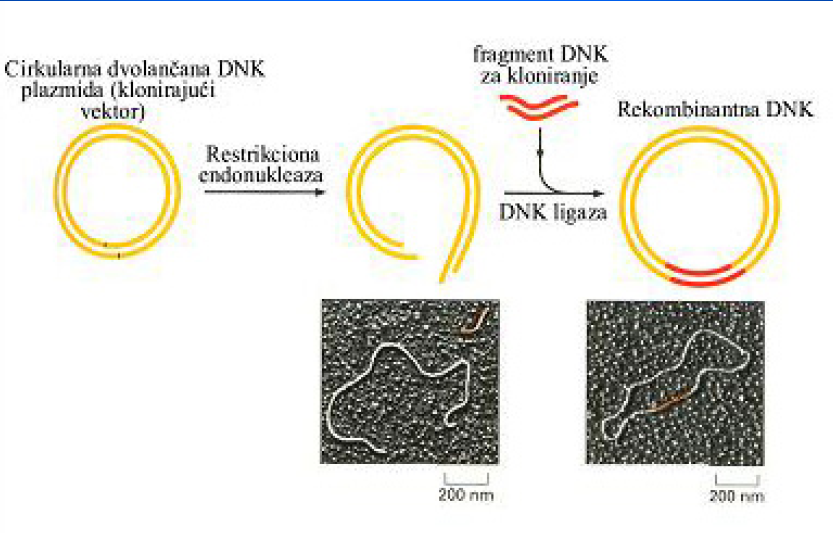 Cirkularna dvolančana DNK
plazmida (klonirajući
vektor)
Restrikciona
endonukleaza
fragment DNK
za kloniranje
DNK ligaza
Rekombinantna DNK
200 nm
200 nm